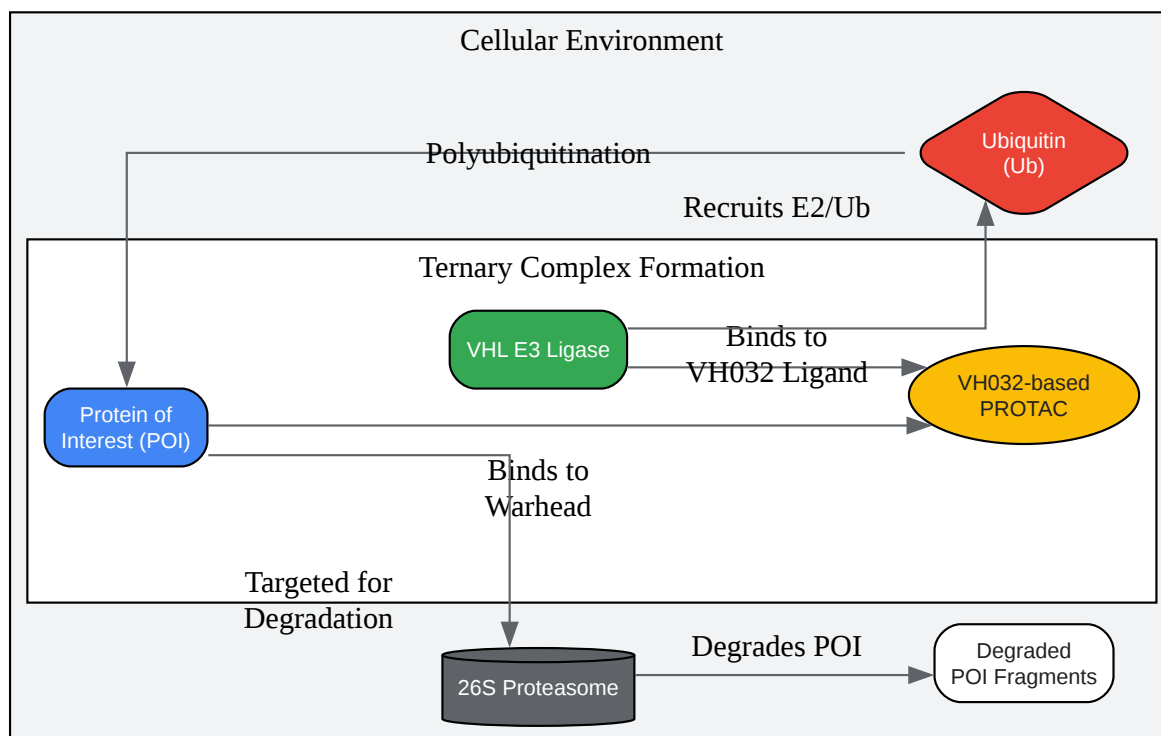 Cellular Environment
Ubiquitin
(Ub)
Polyubiquitination
Recruits E2/Ub
Ternary Complex Formation
VHL E3 Ligase
Binds to
VH032 Ligand
VH032-based
PROTAC
Protein of
Interest (POI)
Binds to
Warhead
Targeted for
Degradation
26S Proteasome
Degrades POI
Degraded
POI Fragments